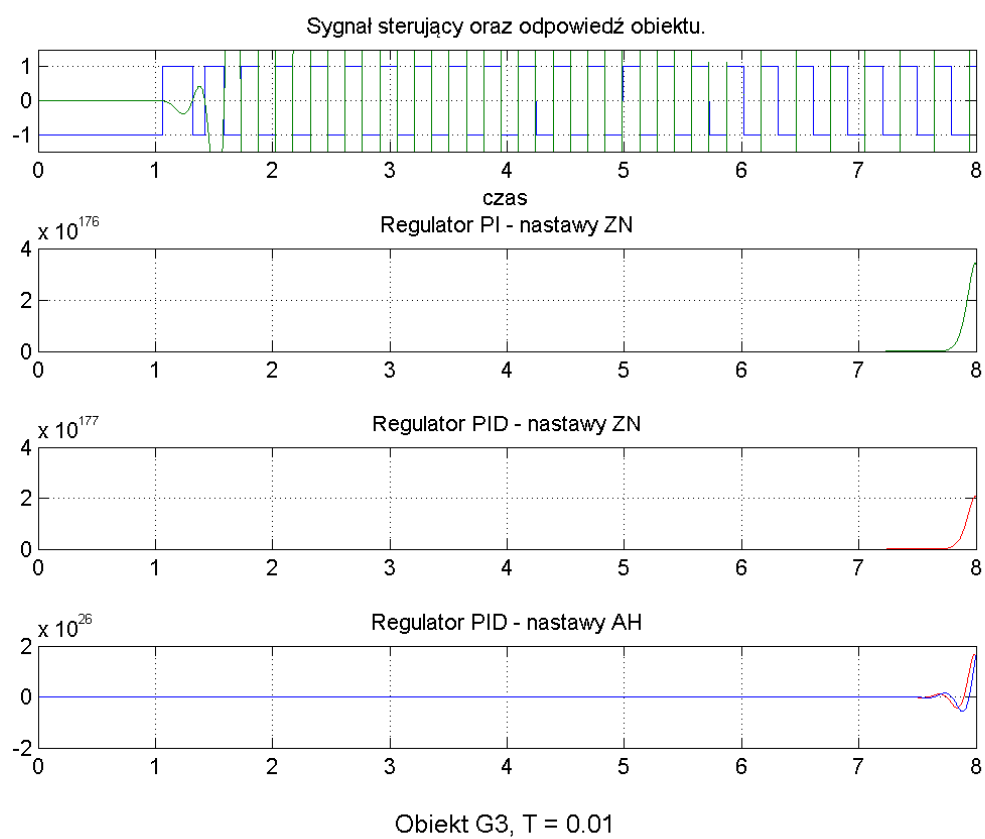 Sygnał sterujący oraz odpowiedź obiektu.
1
0
-1
0 1 2 3 4 5 6 7 8
czas
x 10^176
Regulator PI - nastawy ZN
4
2
0
0 1 2 3 4 5 6 7 8
x 10^177
Regulator PID - nastawy ZN
4
2
0
0 1 2 3 4 5 6 7 8
x 10^26
Regulator PID - nastawy AH
2
0
-2
0 1 2 3 4 5 6 7 8
Obiekt G3, T = 0.01